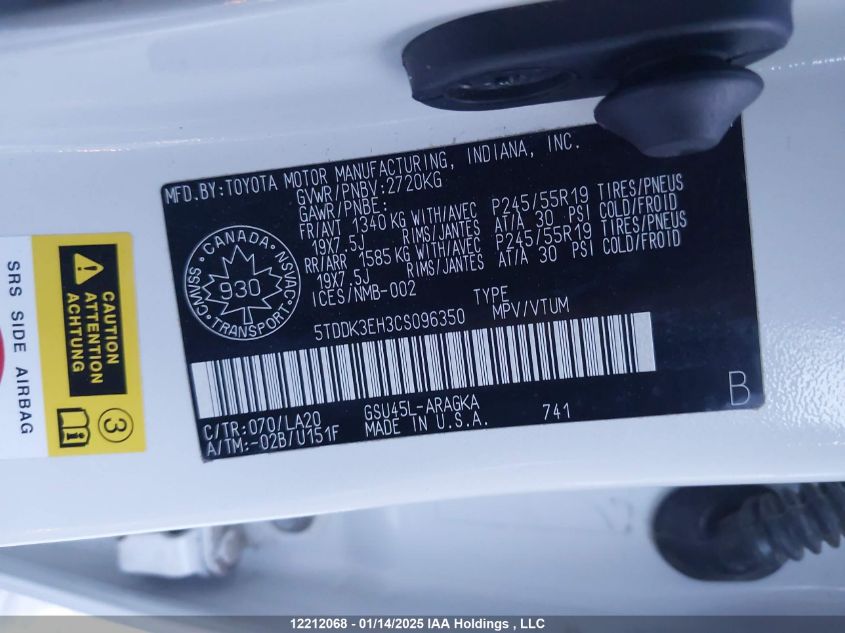 MFD.BY:TOYOTA MOTOR MANUFACTURING, INDIANA, INC.
GVWR/PNBV:2720KG
GAWR/PNBE:
FR/AVT 1340 KG WITH/AVEC P245/55R19 TIRES/PNEUS
19X7.5J RIMS/JANTES AT/A 30 PSI COLD/FROID
RR/ARR 1585 KG WITH/AVEC P245/55R19 TIRES/PNEUS
19X7.5J RIMS/JANTES AT/A 30 PSI COLD/FROID
ICES/NMB-002 TYPE
5TDDK3EH3CS096350 MPV/VTUM
CANADA
CMVSS NSVAC
930
TRANSPORT
C/TR:070/LA20 GSU45L-ARAGKA 741
A/TM:-02B/U151F MADE IN U.S.A.
B
SRS SIDE AIRBAG
CAUTION
ATTENTION
ACHTUNG
3
12212068 - 01/14/2025 IAA Holdings , LLC